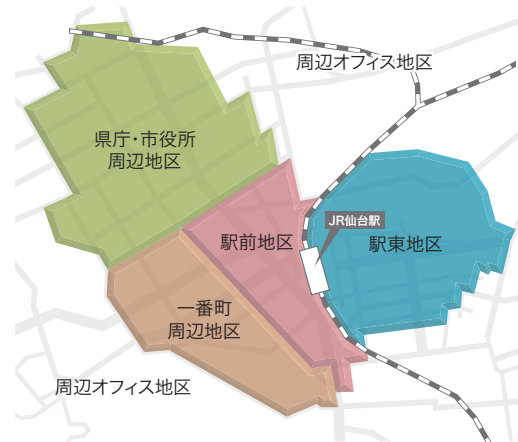 周辺オフィス地区
県庁・市役所
周辺地区
JR仙台駅
駅前地区
駅東地区
一番町
周辺地区
周辺オフィス地区